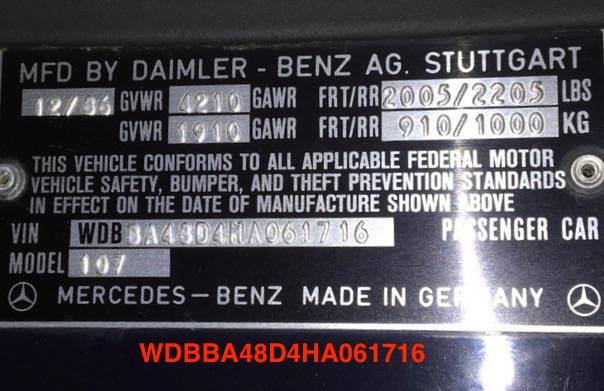 MFD BY DAIMLER - BENZ AG. STUTTGART
12/86 GVWR 4210 GAWR FRT/RR 2005/2205 LBS
GVWR 1910 GAWR FRT/RR 910/1000 KG
THIS VEHICLE CONFORMS TO ALL APPLICABLE FEDERAL MOTOR
VEHICLE SAFETY, BUMPER, AND THEFT PREVENTION STANDARDS
IN EFFECT ON THE DATE OF MANUFACTURE SHOWN ABOVE
VIN WDBBA48D4HA061716 PASSENGER CAR
MODEL 107
MERCEDES-BENZ MADE IN GERMANY
WDBBA48D4HA061716